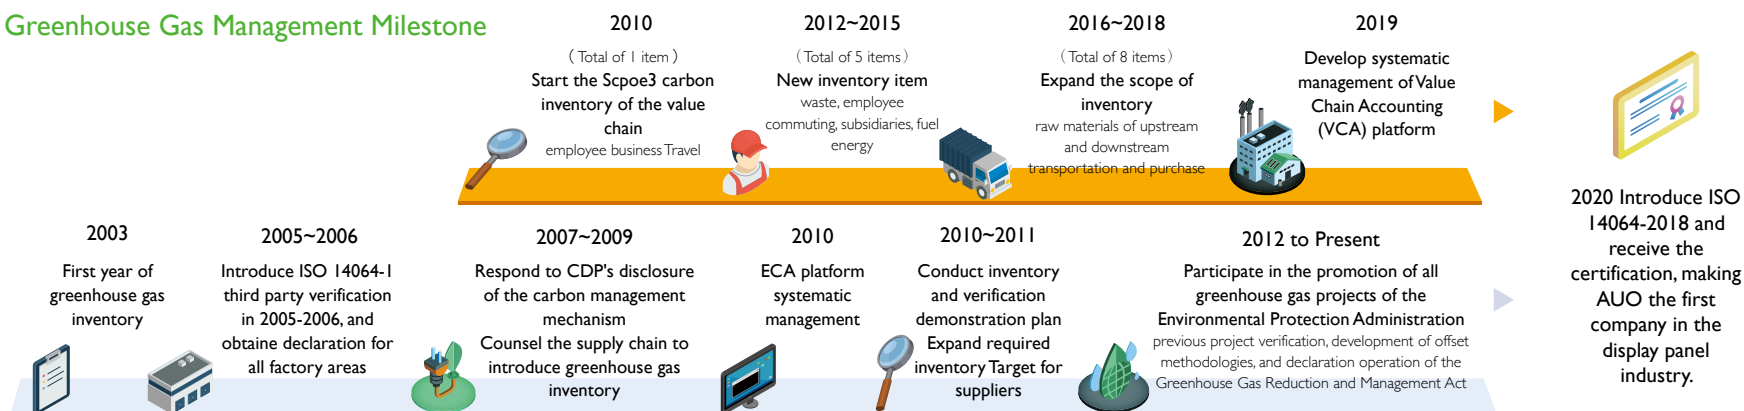 Greenhouse Gas Management Milestone
2010
(Total of 1 item)
Start the Scpoe3 carbon
inventory of the value
chain
employee business Travel
2012~2015
(Total of 5 items)
New inventory item
waste, employee
commuting, subsidiaries, fuel
energy
2016~2018
(Total of 8 items)
Expand the scope of
inventory
raw materials of upstream
and downstream
transportation and purchase
2019
Develop systematic
management of Value
Chain Accounting
(VCA) platform
2003
First year of
greenhouse gas
inventory
2005~2006
Introduce ISO 14064-1
third party verification
in 2005-2006, and
obtaine declaration for
all factory areas
2007~2009
Respond to CDP's disclosure
of the carbon management
mechanism
Counsel the supply chain to
introduce greenhouse gas
inventory
2010
ECA platform
systematic
management
2010~2011
Conduct inventory
and verification
demonstration plan
Expand required
inventory Target for
suppliers
2012 to Present
Participate in the promotion of all
greenhouse gas projects of the
Environmental Protection Administration
previous project verification, development of offset
methodologies, and declaration operation of the
Greenhouse Gas Reduction and Management Act
2020 Introduce ISO
14064-2018 and
receive the
certification, making
AUO the first
company in the
display panel
industry.